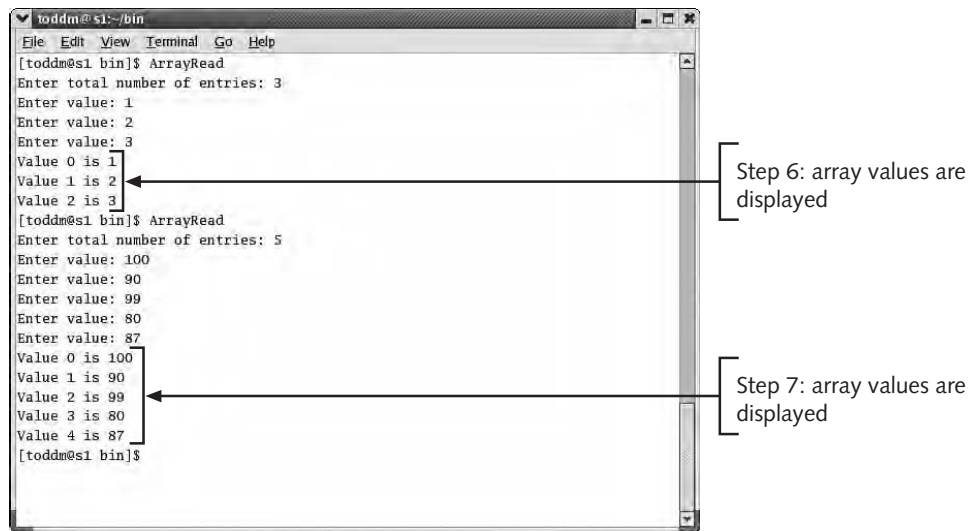 toddm@s1:~/bin
File Edit View Terminal Go Help
[toddm@s1 bin]$ ArrayRead
Enter total number of entries: 3
Enter value: 1
Enter value: 2
Enter value: 3
Value 0 is 1
Value 1 is 2
Value 2 is 3
[toddm@s1 bin]$ ArrayRead
Enter total number of entries: 5
Enter value: 100
Enter value: 90
Enter value: 99
Enter value: 80
Enter value: 87
Value 0 is 100
Value 1 is 90
Value 2 is 99
Value 3 is 80
Value 4 is 87
[toddm@s1 bin]$
Step 6: array values are
displayed
Step 7: array values are
displayed